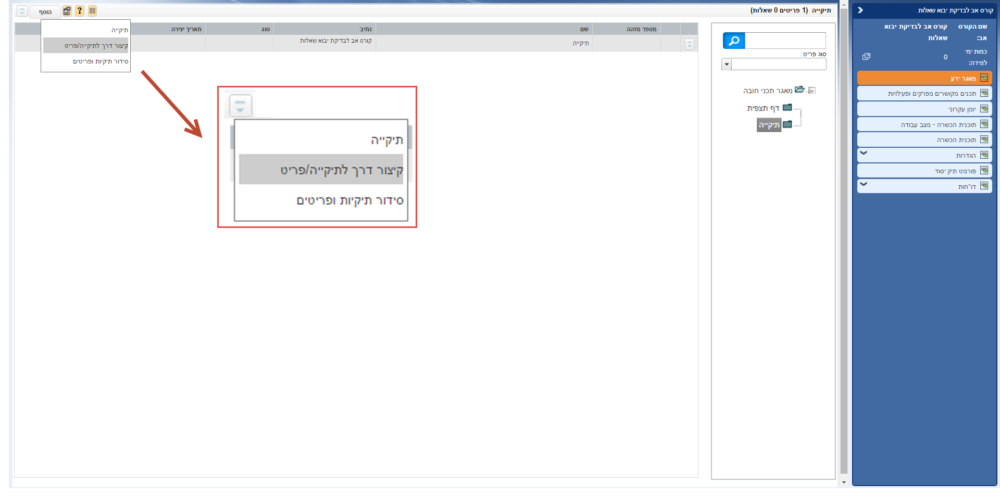 קורס אב לבדיקת יבוא שאלות
שם הקורס אב: קורס אב לבדיקת יבוא שאלות
כמות ימי למידה: 0
מאגר ידע
תכנים מקושרים מפרקים ופעילויות
יומן עקרוני
תוכנית הכשרה - מצב עבודה
תוכנית הכשרה
הגדרות
פורמט תיק יסוד
דו"חות
תיקייה (1 פריטים 0 שאלות)
הוסף
סוג פריט:
מאגר תכני חובה
דף תצפית
תיקייה
מספר מזהה שם נתיב סוג תאריך יצירה
תיקייה קורס אב לבדיקת יבוא שאלות
תיקייה
קיצור דרך לתיקייה/פריט
סידור תיקיות ופריטים
תיקייה
קיצור דרך לתיקייה/פריט
סידור תיקיות ופריטים